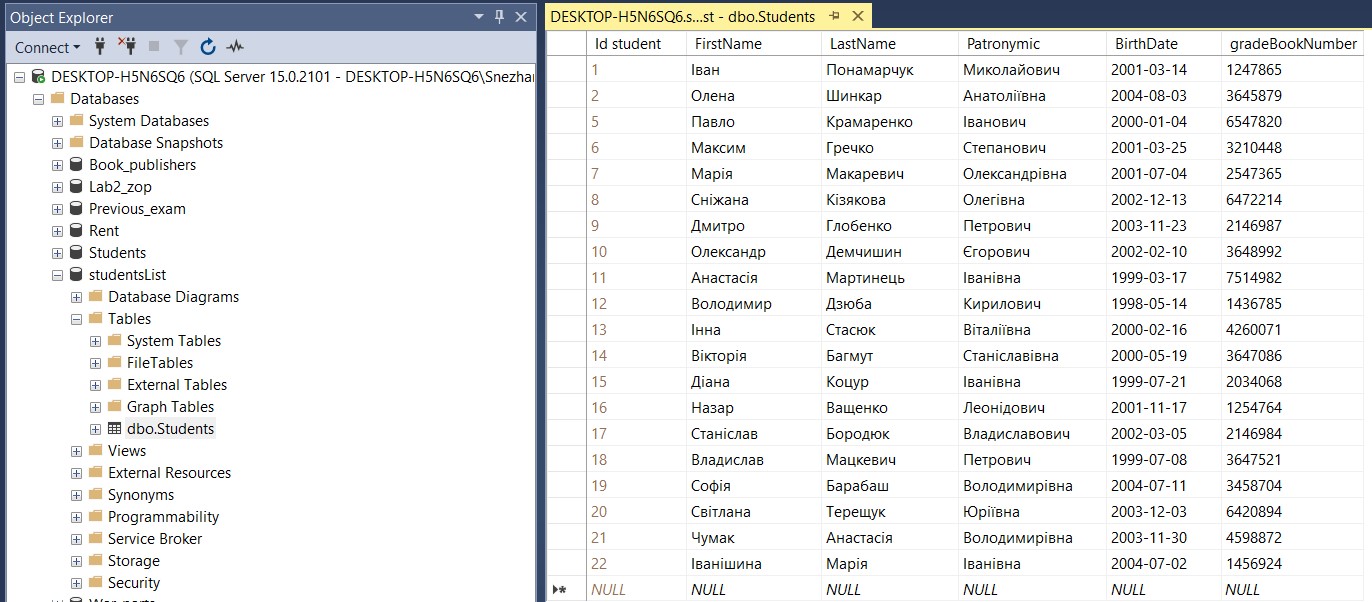 Object Explorer
Connect
DESKTOP-H5N6SQ6 (SQL Server 15.0.2101 - DESKTOP-H5N6SQ6\Snezhan
Databases
System Databases
Database Snapshots
Book_publishers
Lab2_zop
Previous_exam
Rent
Students
studentsList
Database Diagrams
Tables
System Tables
FileTables
External Tables
Graph Tables
dbo.Students
Views
External Resources
Synonyms
Programmability
Service Broker
Storage
Security
DESKTOP-H5N6SQ6.s...st - dbo.Students
Id student FirstName LastName Patronymic BirthDate gradeBookNumber
1 Іван Понамарчук Миколайович 2001-03-14 1247865
2 Олена Шинкар Анатоліївна 2004-08-03 3645879
5 Павло Крамаренко Іванович 2000-01-04 6547820
6 Максим Гречко Степанович 2001-03-25 3210448
7 Марія Макаревич Олександрівна 2001-07-04 2547365
8 Сніжана Кізякова Олегівна 2002-12-13 6472214
9 Дмитро Глобенко Петрович 2003-11-23 2146987
10 Олександр Демчишин Єгорович 2002-02-10 3648992
11 Анастасія Мартинець Іванівна 1999-03-17 7514982
12 Володимир Дзюба Кирилович 1998-05-14 1436785
13 Інна Стасюк Віталіївна 2000-02-16 4260071
14 Вікторія Багмут Станіславівна 2000-05-19 3647086
15 Діана Коцур Іванівна 1999-07-21 2034068
16 Назар Ващенко Леонідович 2001-11-17 1254764
17 Станіслав Бородюк Владиславович 2002-03-05 2146984
18 Владислав Мацкевич Петрович 1999-07-08 3647521
19 Софія Барабаш Володимирівна 2004-07-11 3458704
20 Світлана Терещук Юріївна 2003-12-03 6420894
21 Чумак Анастасія Володимирівна 2003-11-30 4598872
22 Іванішина Марія Іванівна 2004-07-02 1456924
NULL NULL NULL NULL NULL NULL